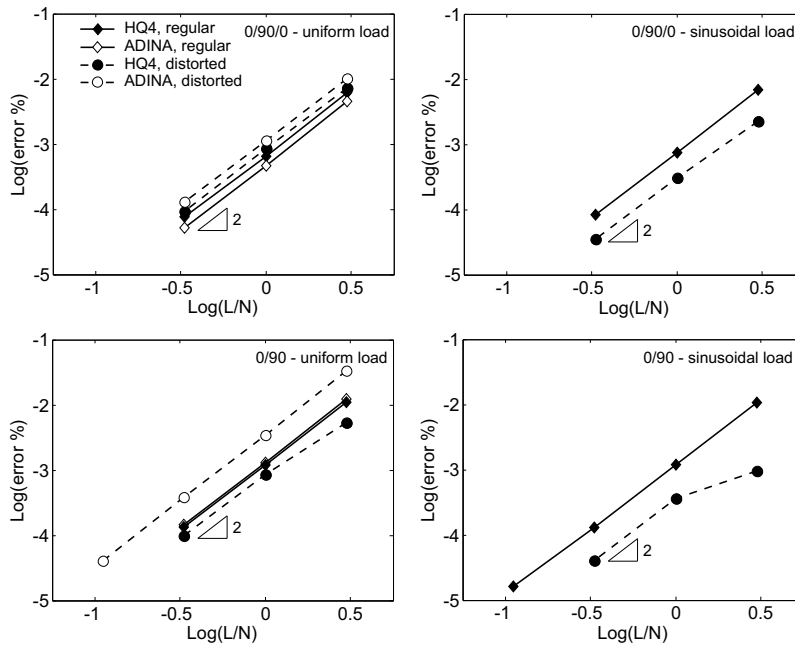 -1
-2
-3
-4
-5
Log(error %)
HQ4, regular
ADINA, regular
HQ4, distorted
ADINA, distorted
0/90/0 - uniform load
2
-1 -0.5 0 0.5
Log(L/N)
-1
-2
-3
-4
-5
Log(error %)
0/90/0 - sinusoidal load
2
-1 -0.5 0 0.5
Log(L/N)
-1
-2
-3
-4
-5
Log(error %)
0/90 - uniform load
2
-1 -0.5 0 0.5
Log(L/N)
-1
-2
-3
-4
-5
Log(error %)
0/90 - sinusoidal load
2
-1 -0.5 0 0.5
Log(L/N)